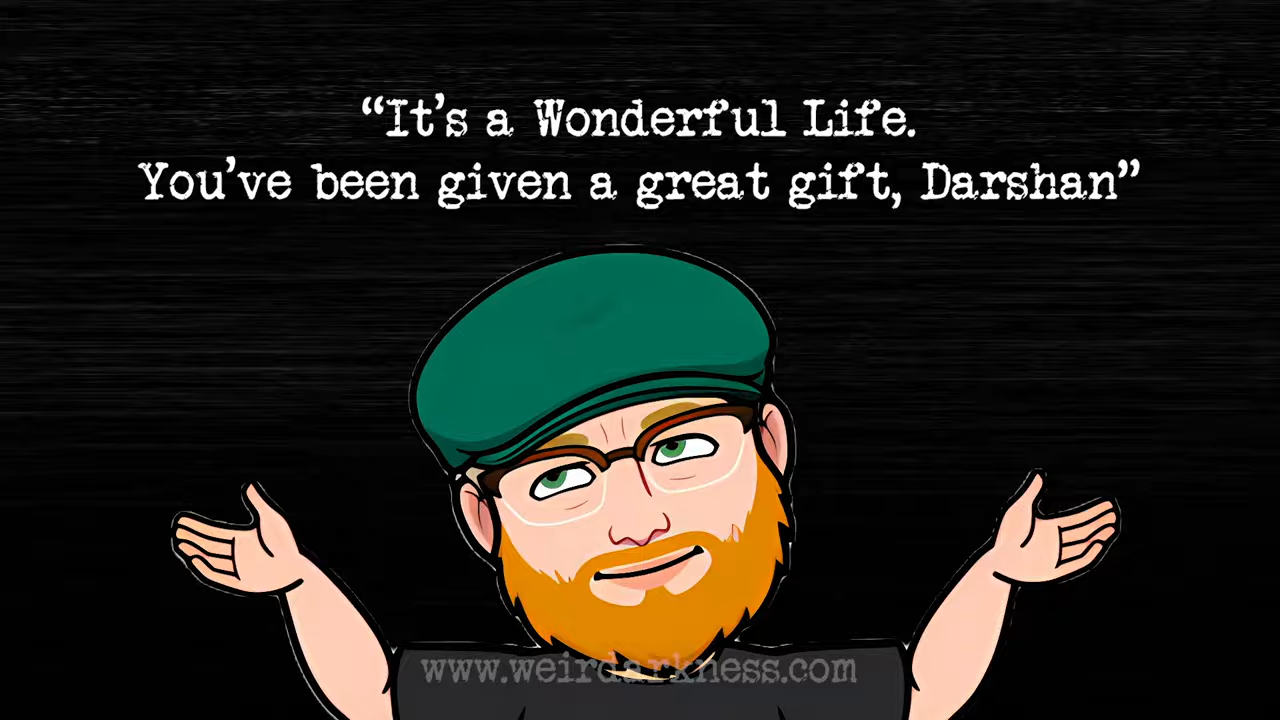 “It’s a Wonderful Life.
You’ve been given a great gift, Darshan”
www.weirdarkness.com